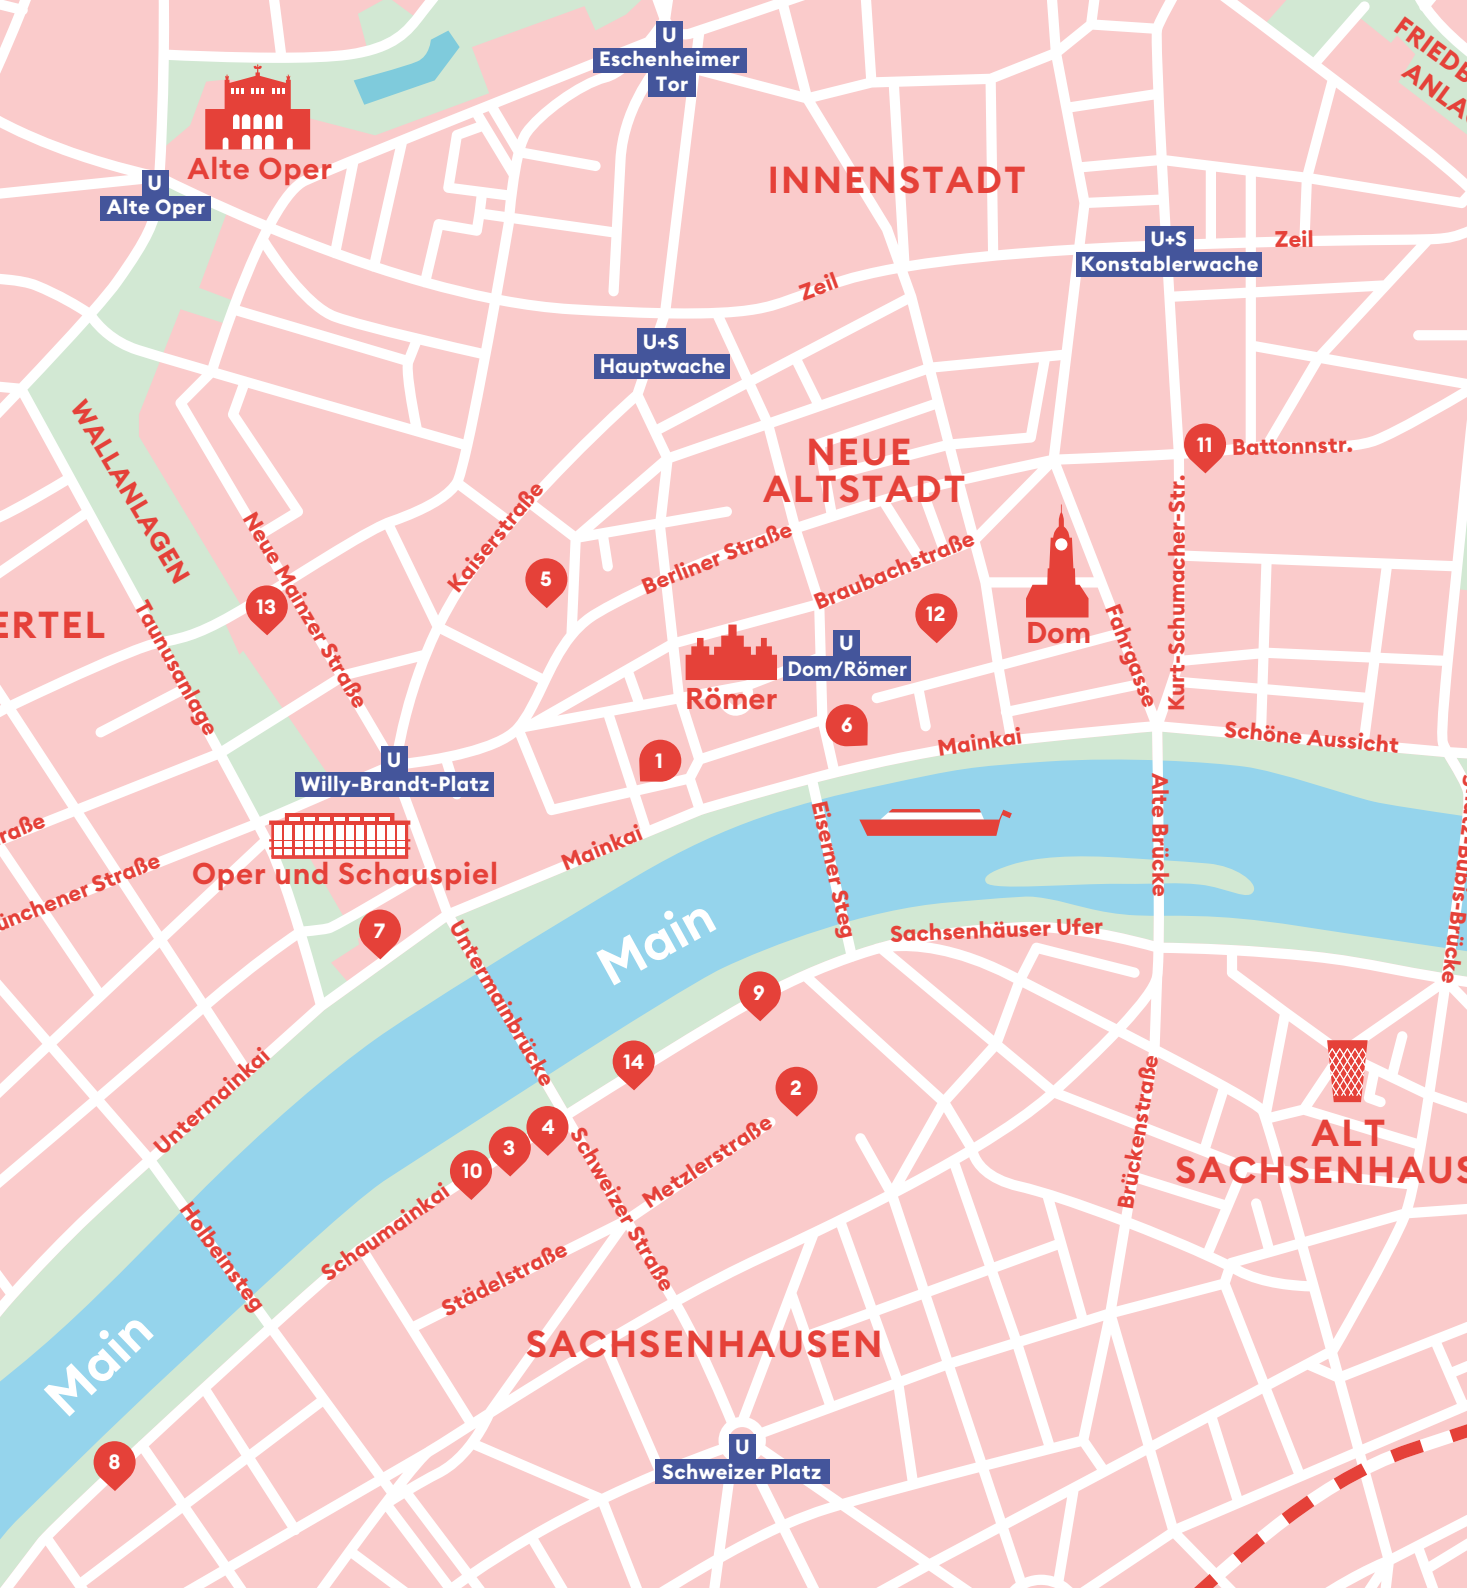 U
Eschenheimer
Tor
FRIEDB
ANLA
Alte Oper
INNENSTADT
U
Alte Oper
U+S
Konstablerwache
Zeil
Zeil
U+S
Hauptwache
WALLANLAGEN
NEUE
ALTSTADT
11
Battonnstr.
Kaiserstraße
Neue Mainzer Straße
Kurt-Schumacher-Str.
Berliner Straße
Braubachstraße
5
13
12
ERTEL
Taunusanlage
Dom
Fahrgasse
U
Dom/Römer
Römer
6
1
Mainkai
Schöne Aussicht
U
Willy-Brandt-Platz
raße
Eiserner Steg
Alte Brücke
Mainkai
Oper und Schauspiel
ünchener Straße
7
Main
Sachsenhäuser Ufer
atz-Bubis-Brücke
Untermainbrücke
9
14
2
Untermainkai
4
3
10
Schweizer Straße
Metzlerstraße
Brückenstraße
ALT
SACHSENHAUS
Schaumainkai
Holbeinsteg
Städelstraße
Main
SACHSENHAUSEN
U
Schweizer Platz
8